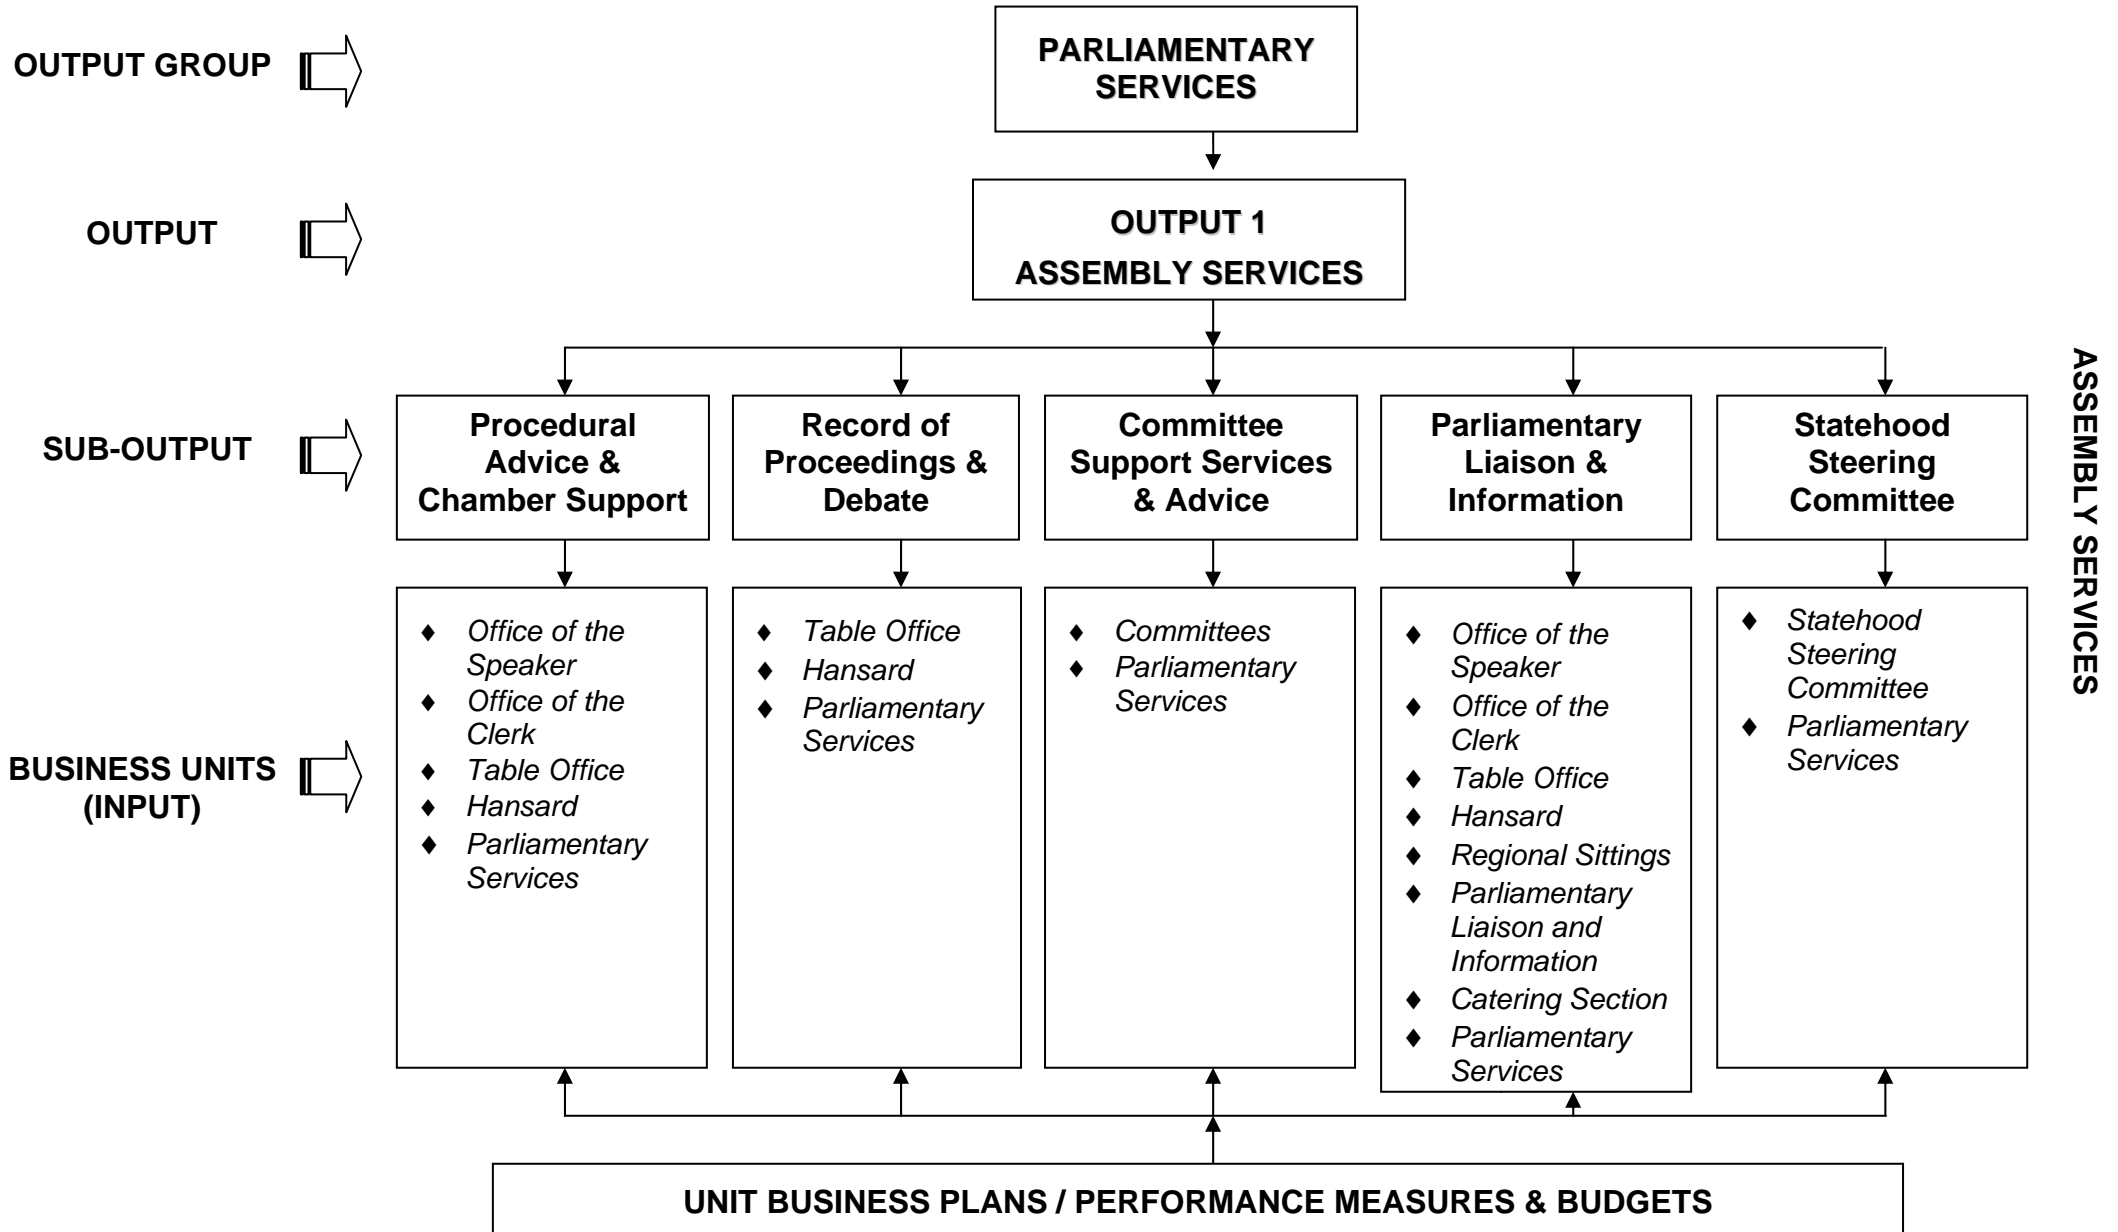 OUTPUT GROUP
PARLIAMENTARY
SERVICES
OUTPUT
OUTPUT 1
ASSEMBLY SERVICES
SUB-OUTPUT
Procedural
Advice &
Chamber Support
Record of
Proceedings &
Debate
Committee
Support Services
& Advice
Parliamentary
Liaison &
Information
Statehood
Steering
Committee
ASSEMBLY SERVICES
BUSINESS UNITS
(INPUT)
♦ Office of the
Speaker
♦ Office of the
Clerk
♦ Table Office
♦ Hansard
♦ Parliamentary
Services
♦ Table Office
♦ Hansard
♦ Parliamentary
Services
♦ Committees
♦ Parliamentary
Services
♦ Office of the
Speaker
♦ Office of the
Clerk
♦ Table Office
♦ Hansard
♦ Regional Sittings
♦ Parliamentary
Liaison and
Information
♦ Catering Section
♦ Parliamentary
Services
♦ Statehood
Steering
Committee
♦ Parliamentary
Services
UNIT BUSINESS PLANS / PERFORMANCE MEASURES & BUDGETS